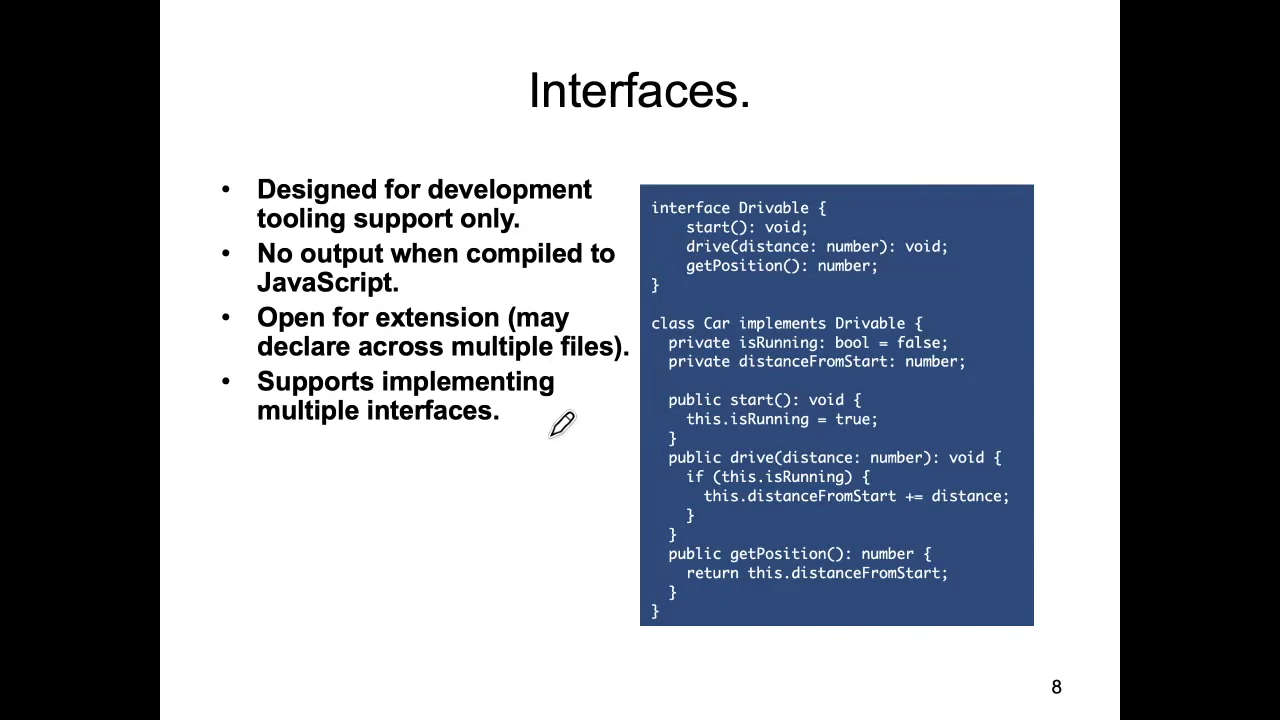 Interfaces.
• Designed for development
tooling support only.
• No output when compiled to
JavaScript.
• Open for extension (may
declare across multiple files).
• Supports implementing
multiple interfaces.
interface Drivable {
    start(): void;
    drive(distance: number): void;
    getPosition(): number;
}

class Car implements Drivable {
  private isRunning: bool = false;
  private distanceFromStart: number;

  public start(): void {
    this.isRunning = true;
  }
  public drive(distance: number): void {
    if (this.isRunning) {
      this.distanceFromStart += distance;
    }
  }
  public getPosition(): number {
    return this.distanceFromStart;
  }
}
8